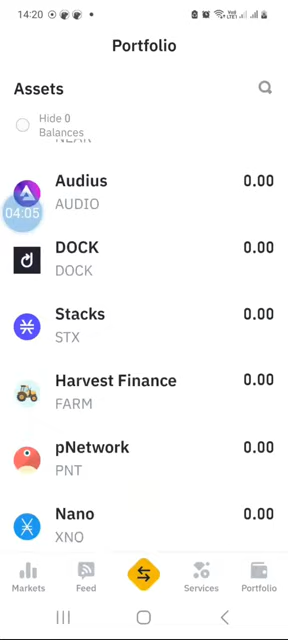 14:20
Portfolio
Assets
Hide 0
Balances
NEAR
Audius 0.00
AUDIO
04:05
DOCK 0.00
DOCK
Stacks 0.00
STX
Harvest Finance 0.00
FARM
pNetwork 0.00
PNT
Nano 0.00
XNO
Markets Feed Services Portfolio